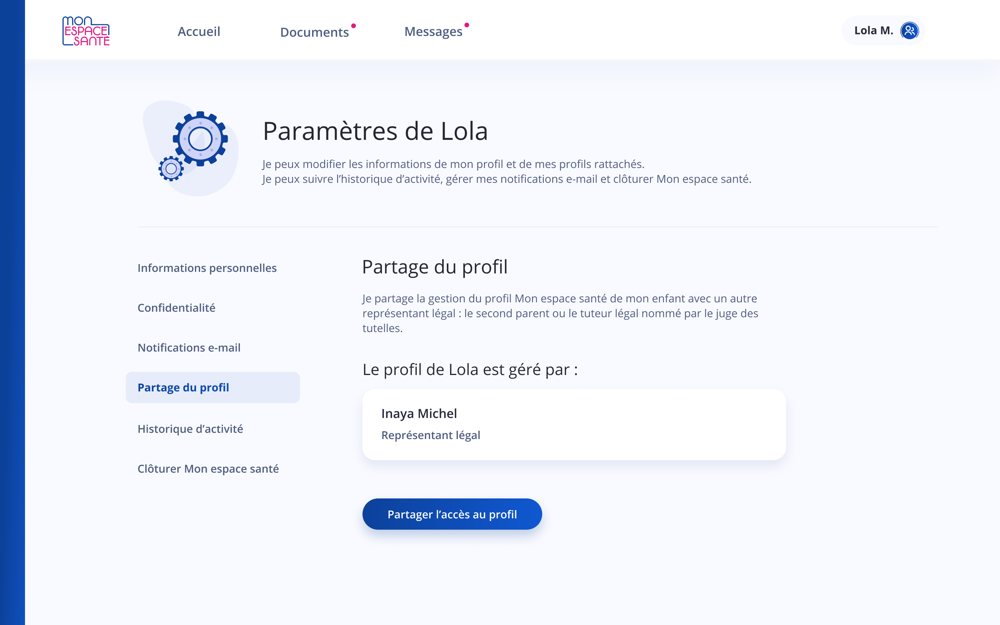 mon
ESPACE
SANTÉ
Accueil
Documents
Messages
Lola M.
Paramètres de Lola
Je peux modifier les informations de mon profil et de mes profils rattachés.
Je peux suivre l’historique d’activité, gérer mes notifications e-mail et clôturer Mon espace santé.
Informations personnelles
Confidentialité
Notifications e-mail
Partage du profil
Historique d’activité
Clôturer Mon espace santé
Partage du profil
Je partage la gestion du profil Mon espace santé de mon enfant avec un autre
représentant légal : le second parent ou le tuteur légal nommé par le juge des
tutelles.
Le profil de Lola est géré par :
Inaya Michel
Représentant légal
Partager l’accès au profil